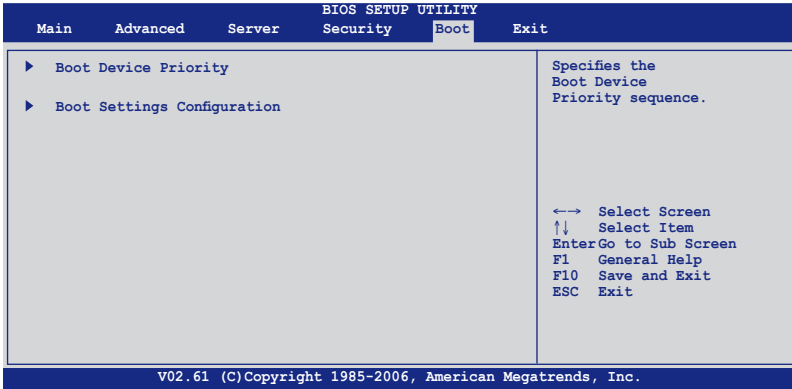 BIOS SETUP UTILITY
Main Advanced Server Security Boot Exit
Boot Device Priority
Boot Settings Configuration
Specifies the
Boot Device
Priority sequence.
←→ Select Screen
↑↓ Select Item
Enter Go to Sub Screen
F1 General Help
F10 Save and Exit
ESC Exit
V02.61 (C)Copyright 1985-2006, American Megatrends, Inc.